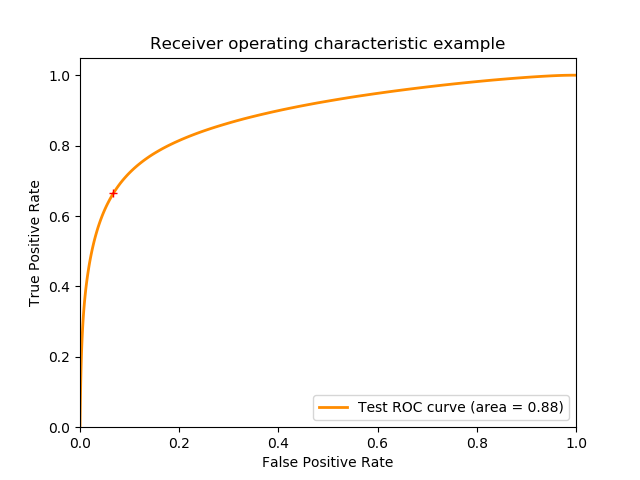 Receiver operating characteristic example
True Positive Rate
1.0
0.8
0.6
0.4
0.2
0.0
Test ROC curve (area = 0.88)
0.0 0.2 0.4 0.6 0.8 1.0
False Positive Rate